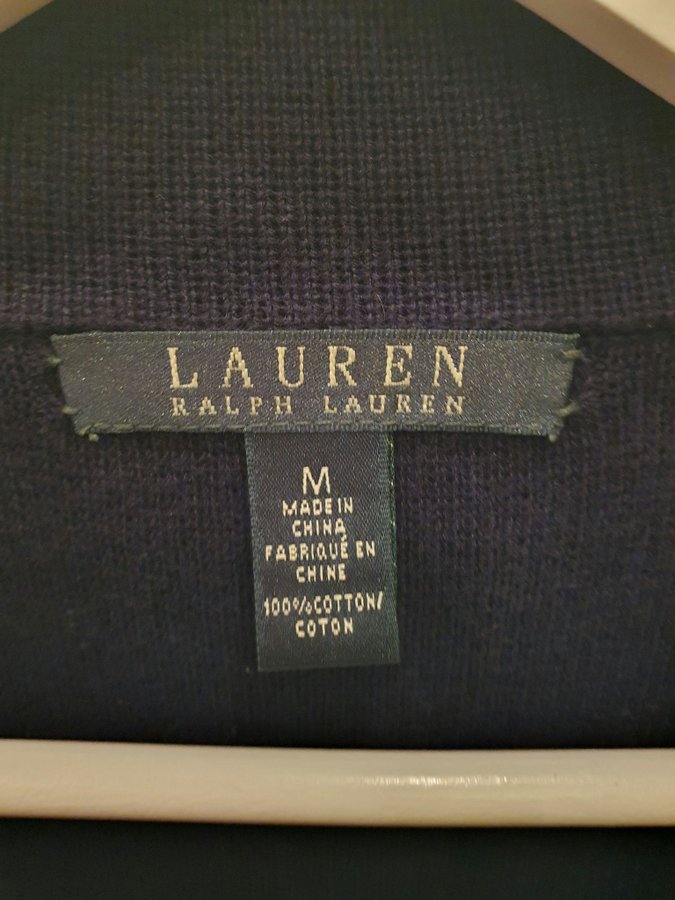 LAUREN
RALPH LAUREN
M
MADE IN
CHINA
FABRIQUÉ EN
CHINE
100%COTTON/
COTON